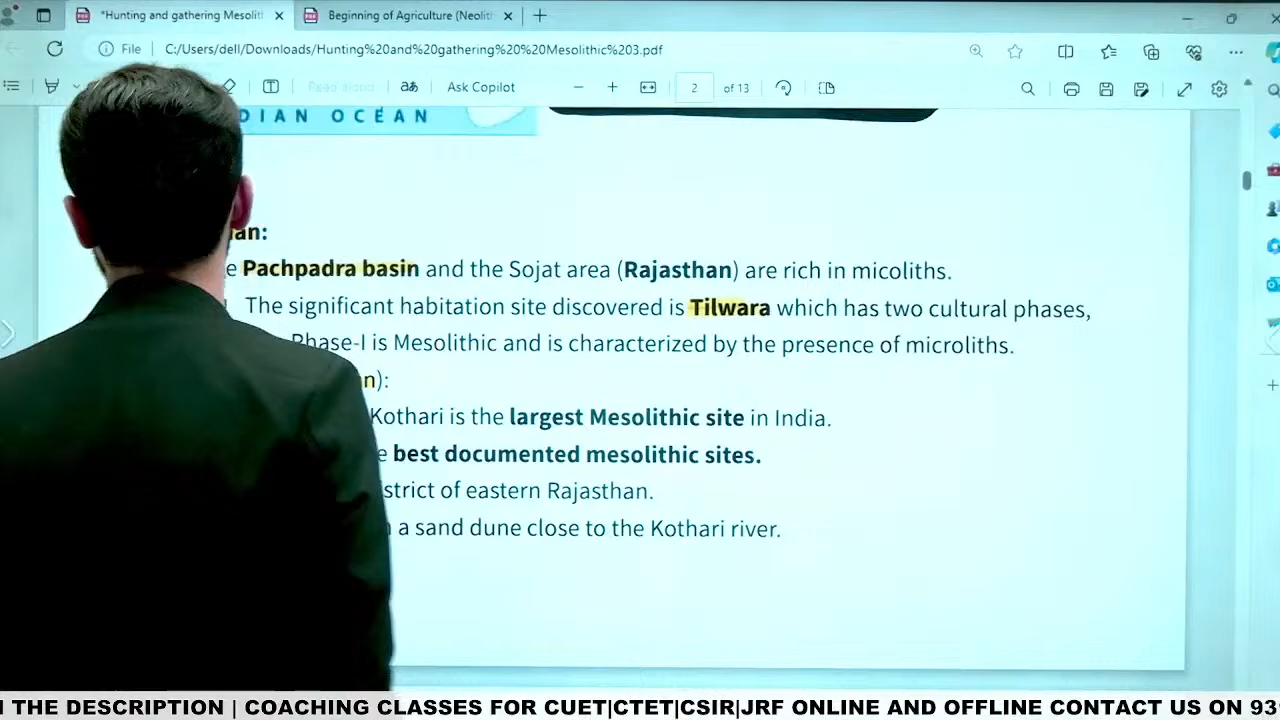 *Hunting and gathering Mesolit
Beginning of Agriculture (Neolit
File
C:/Users/dell/Downloads/Hunting%20and%20gathering%20%20Mesolithic%203.pdf
Read aloud
aあ
Ask Copilot
2 of 13
DIAN OCEAN
an:
e Pachpadra basin and the Sojat area (Rajasthan) are rich in micoliths.
The significant habitation site discovered is Tilwara which has two cultural phases,
Phase-I is Mesolithic and is characterized by the presence of microliths.
n):
Kothari is the largest Mesolithic site in India.
e best documented mesolithic sites.
strict of eastern Rajasthan.
a sand dune close to the Kothari river.
N THE DESCRIPTION | COACHING CLASSES FOR CUET|CTET|CSIR|JRF ONLINE AND OFFLINE CONTACT US ON 93